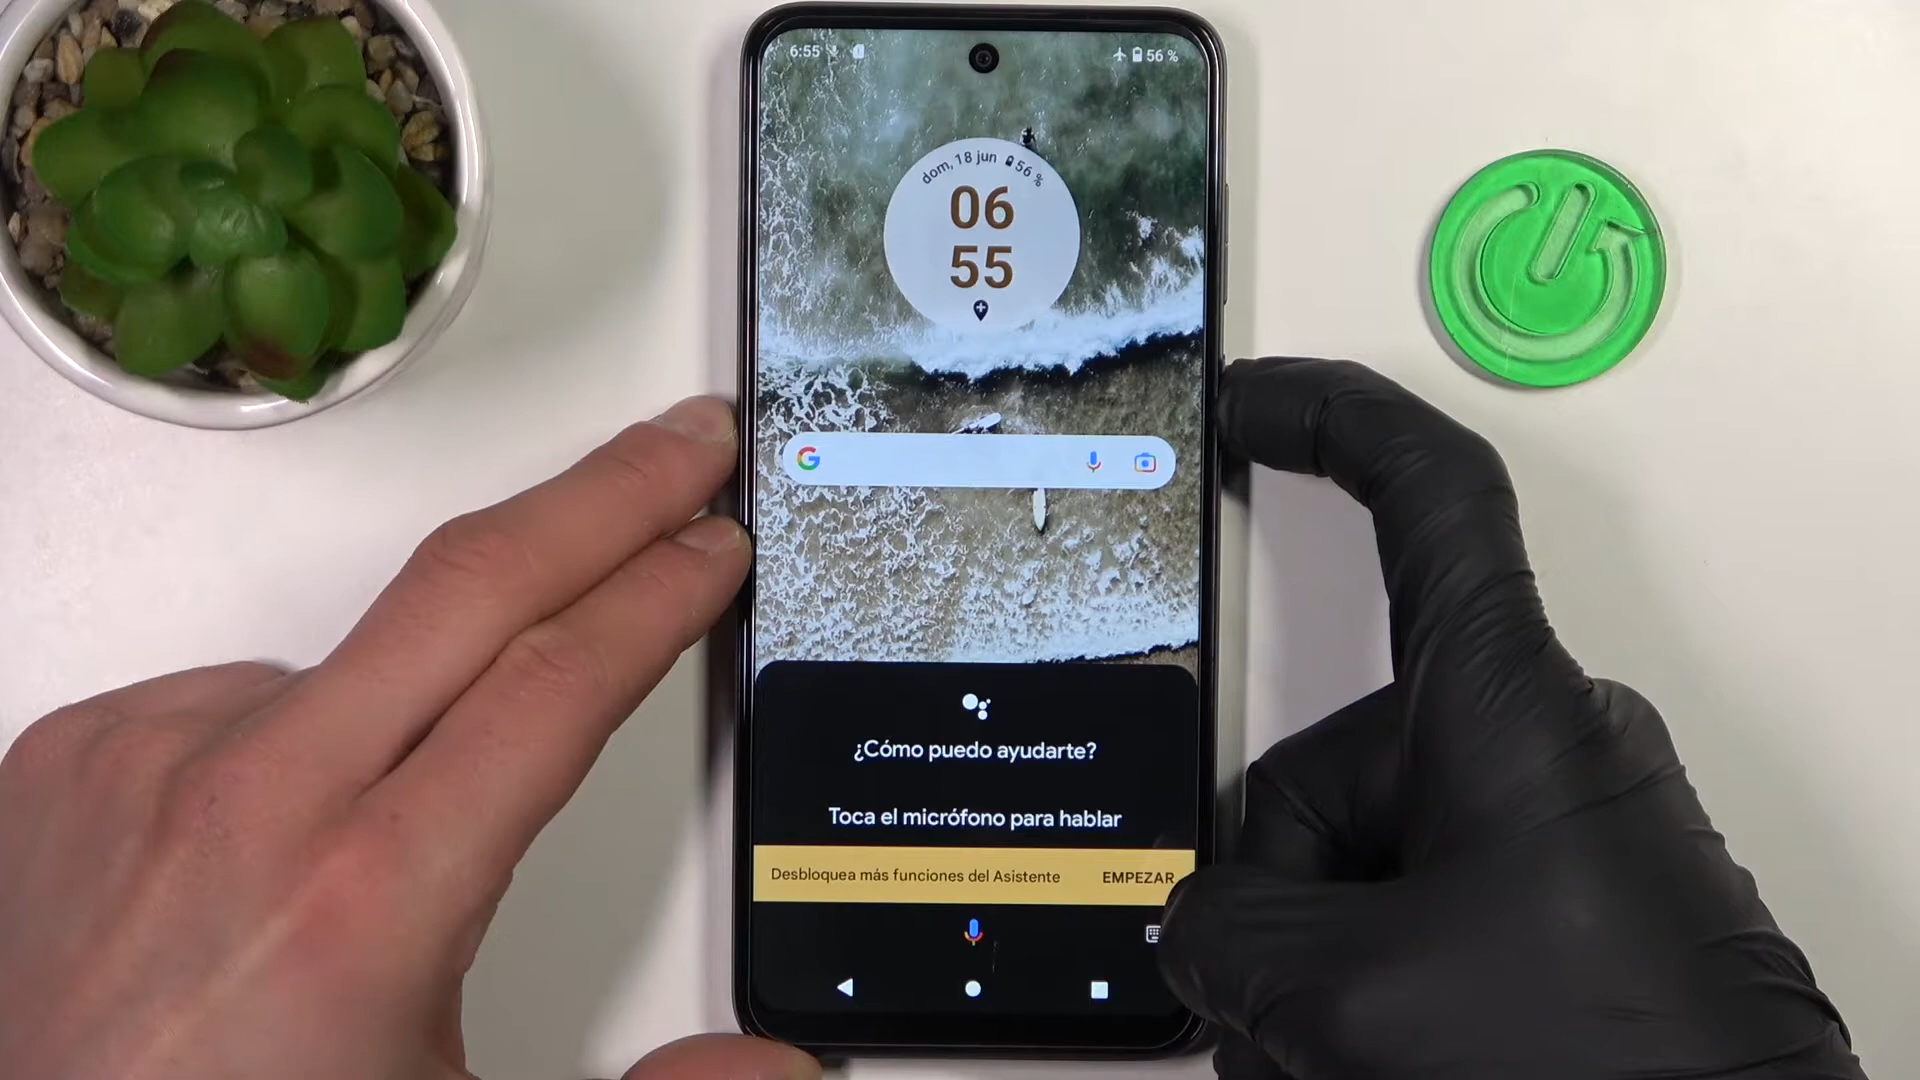 6:55
56 %
dom, 18 jun 56 %
06
55
G
¿Cómo puedo ayudarte?
Toca el micrófono para hablar
Desbloquea más funciones del Asistente EMPEZAR